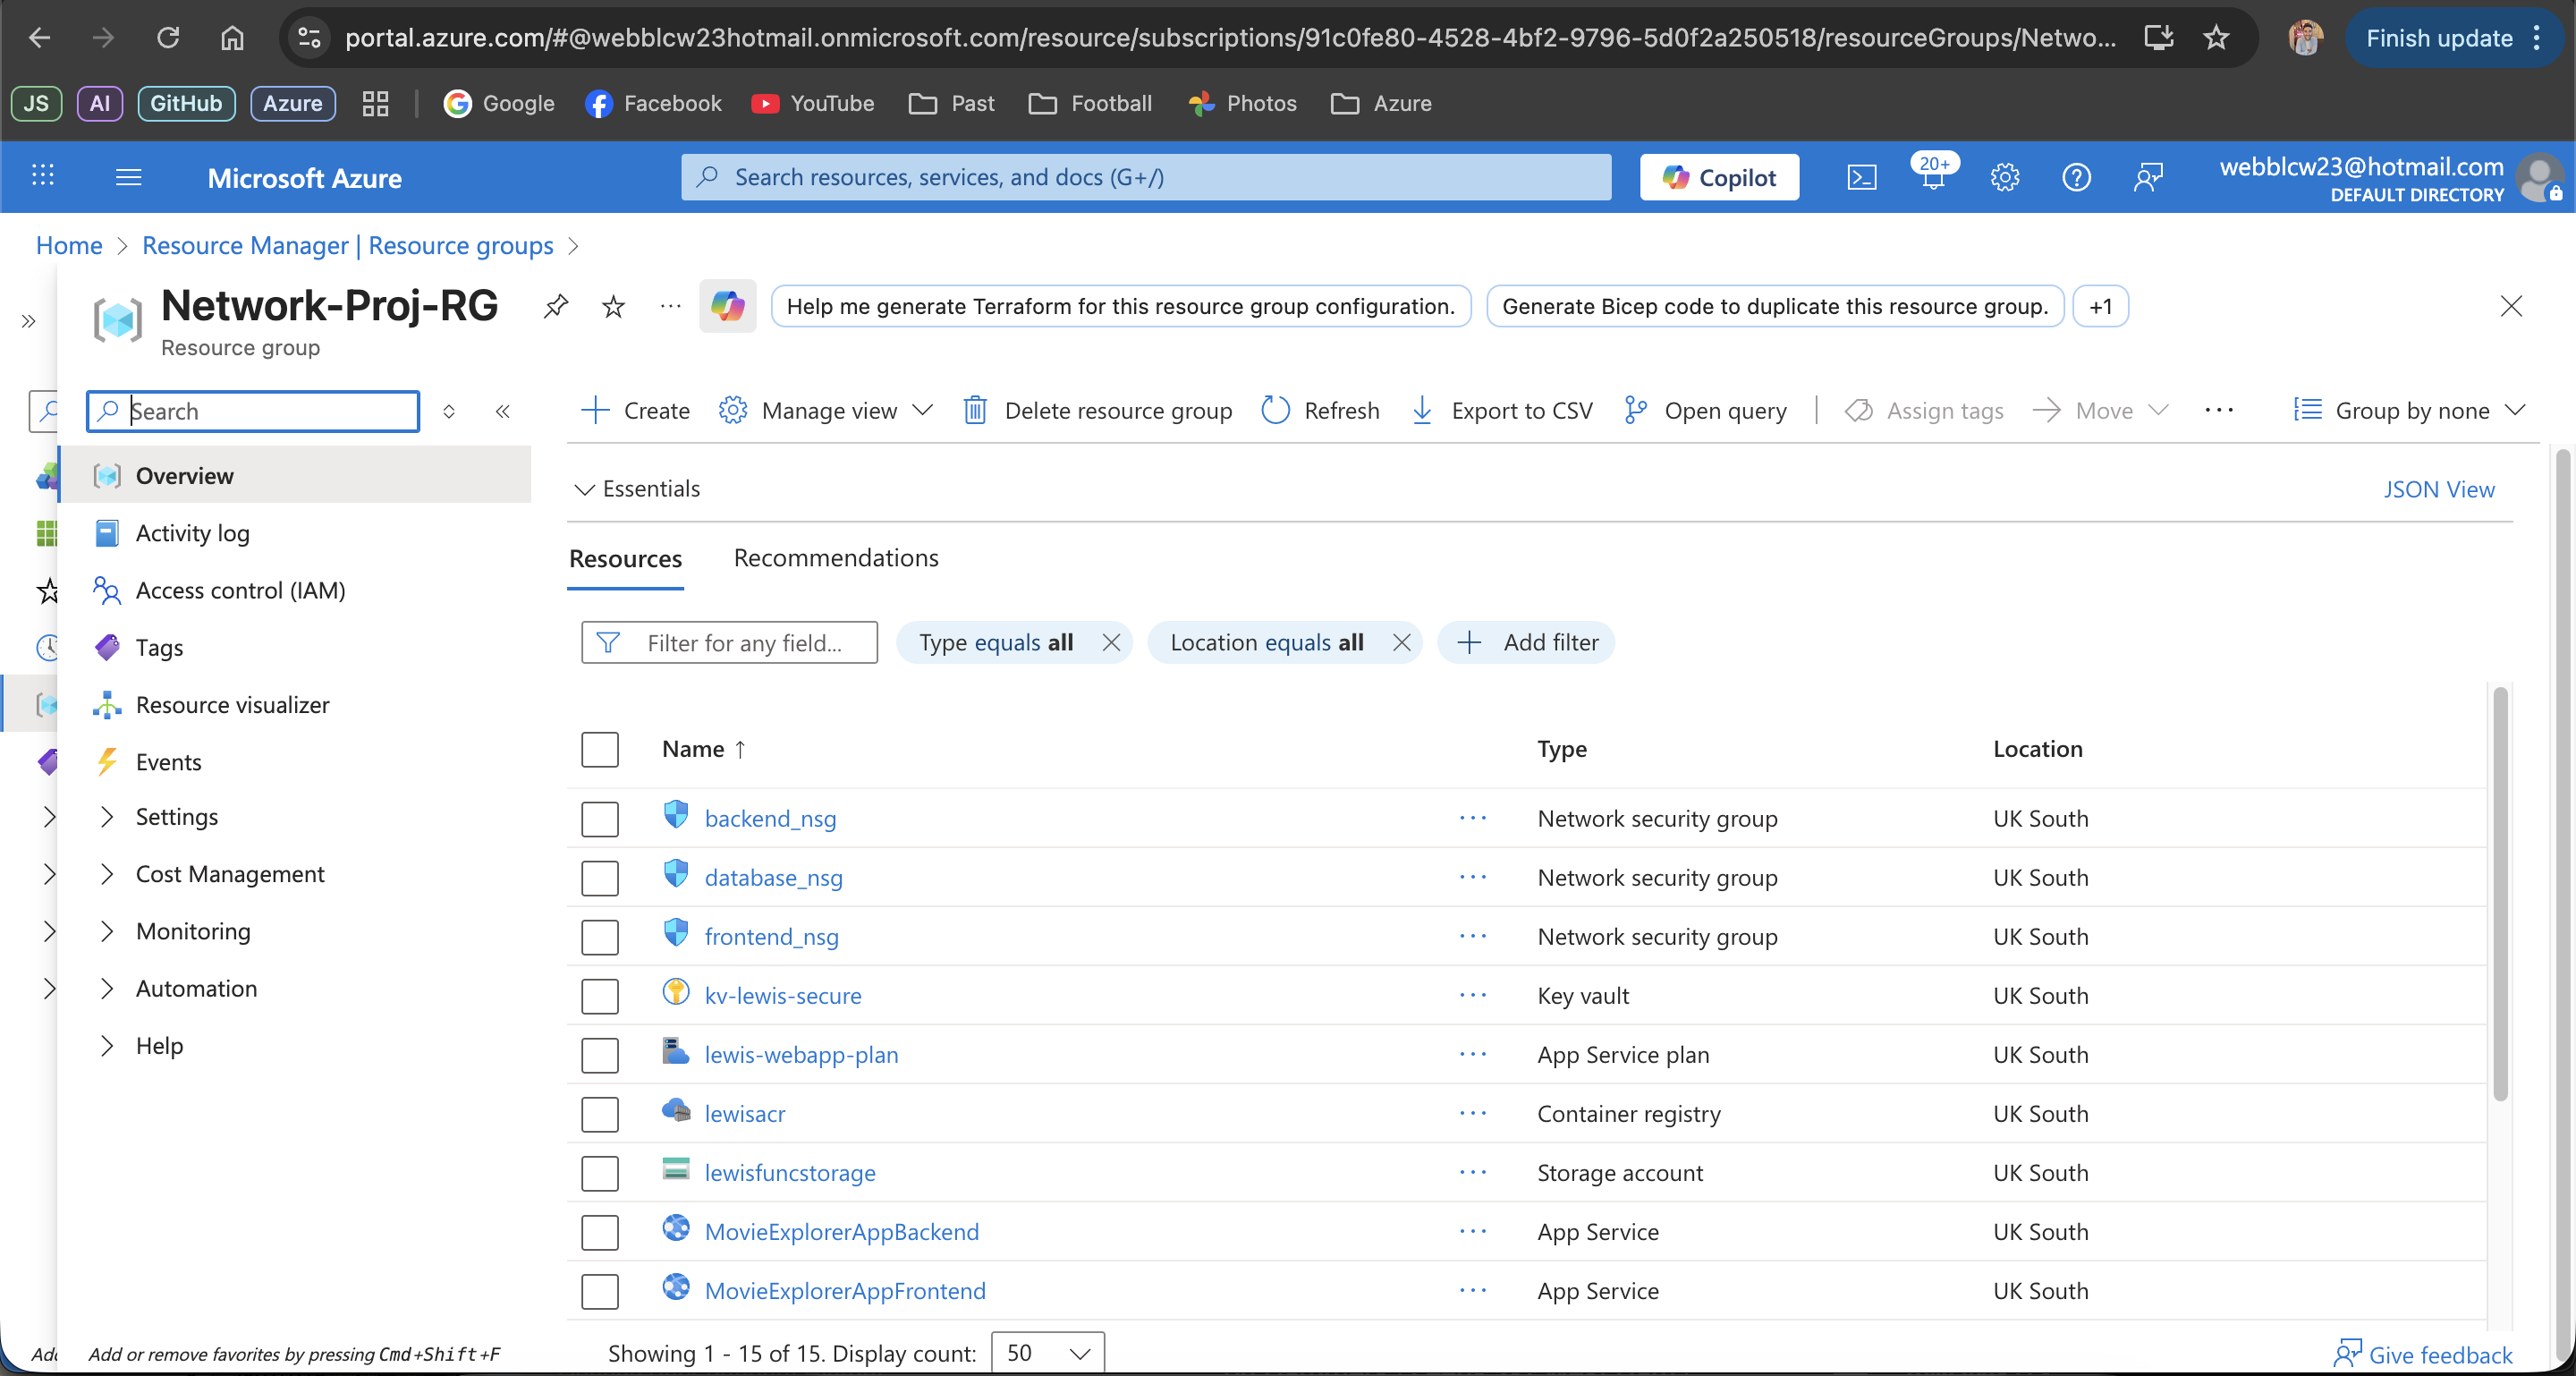 portal.azure.com/#@webblcw23hotmail.onmicrosoft.com/resource/subscriptions/91c0fe80-4528-4bf2-9796-5d0f2a250518/resourceGroups/Netwo...
Finish update
JS
AI
GitHub
Azure
Google
Facebook
YouTube
Past
Football
Photos
Azure
Microsoft Azure
Search resources, services, and docs (G+/)
Copilot
20+
webblcw23@hotmail.com
DEFAULT DIRECTORY
Home > Resource Manager | Resource groups >
Network-Proj-RG
Resource group
Help me generate Terraform for this resource group configuration.
Generate Bicep code to duplicate this resource group.
+1
Search
Create
Manage view
Delete resource group
Refresh
Export to CSV
Open query
Assign tags
Move
Group by none
Overview
Activity log
Access control (IAM)
Tags
Resource visualizer
Events
Settings
Cost Management
Monitoring
Automation
Help
Essentials
JSON View
Resources
Recommendations
Filter for any field...
Type equals all
Location equals all
Add filter
Name ↑ Type Location
backend_nsg Network security group UK South
database_nsg Network security group UK South
frontend_nsg Network security group UK South
kv-lewis-secure Key vault UK South
lewis-webapp-plan App Service plan UK South
lewisacr Container registry UK South
lewisfuncstorage Storage account UK South
MovieExplorerAppBackend App Service UK South
MovieExplorerAppFrontend App Service UK South
Add or remove favorites by pressing Cmd+Shift+F
Showing 1 - 15 of 15. Display count: 50
Give feedback